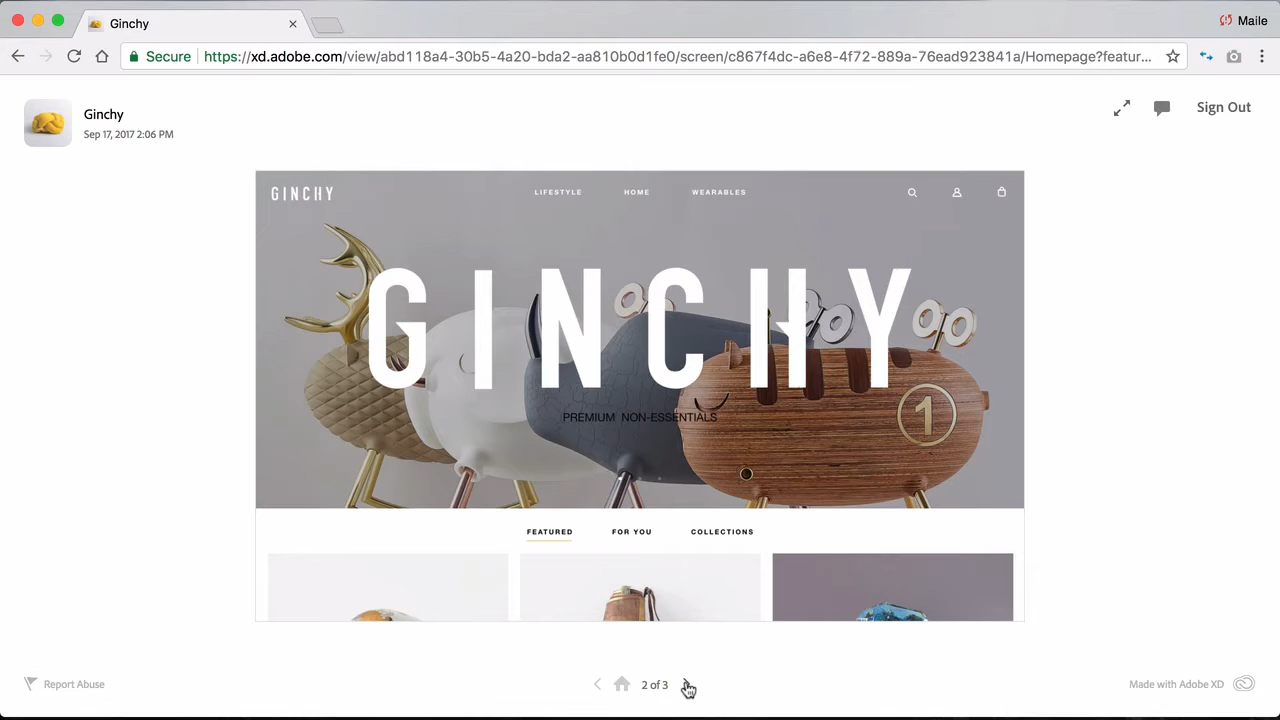 Ginchy
Maile
Secure https://xd.adobe.com/view/abd118a4-30b5-4a20-bda2-aa810b0d1fe0/screen/c867f4dc-a6e8-4f72-889a-76ead923841a/Homepage?featur...
Ginchy
Sep 17, 2017 2:06 PM
Sign Out
GINCHY
LIFESTYLE
HOME
WEARABLES
GINCHY
1
PREMIUM NON-ESSENTIALS
FEATURED
FOR YOU
COLLECTIONS
Report Abuse
2 of 3
Made with Adobe XD